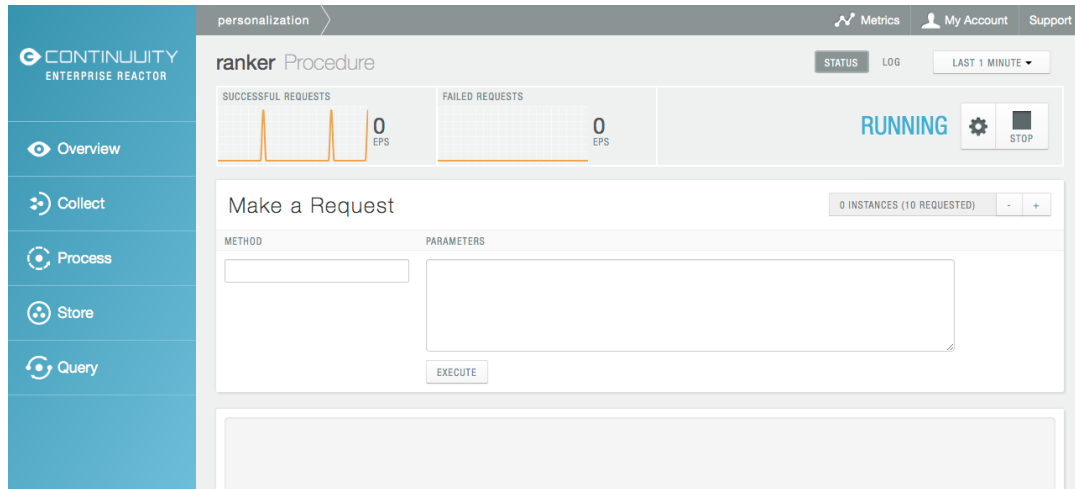 personalization
Metrics
My Account
Support
CONTINUUITY
ENTERPRISE REACTOR
Overview
Collect
Process
Store
Query
ranker Procedure
STATUS
LOG
LAST 1 MINUTE
SUCCESSFUL REQUESTS
0
EPS
FAILED REQUESTS
0
EPS
RUNNING
STOP
Make a Request
0 INSTANCES (10 REQUESTED)
-
+
METHOD
PARAMETERS
EXECUTE